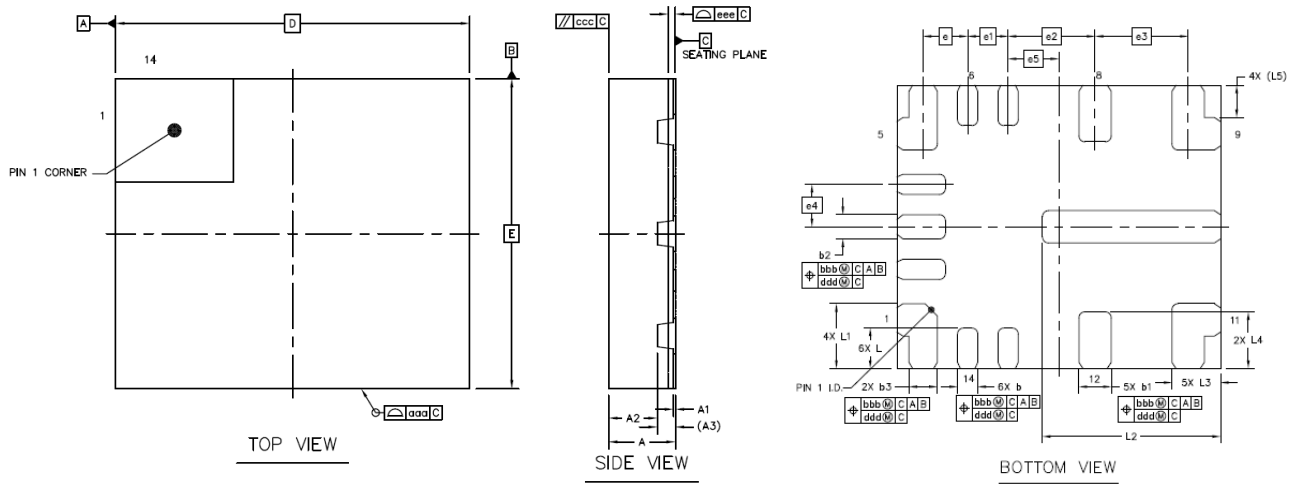 A
D
14
B
1
PIN 1 CORNER
E
aaa C
TOP VIEW
// ccc C
eee C
C
SEATING PLANE
A1
A2
(A3)
A
SIDE VIEW
e
e1
e2
e3
e5
6
8
4X (L5)
5
9
e4
b2
bbb Ⓜ C A B
ddd Ⓜ C
1
11
4X L1
6X L
2X L4
PIN 1 I.D.
2X b3
14
6X b
12
5X b1
5X L3
bbb Ⓜ C A B
ddd Ⓜ C
bbb Ⓜ C A B
ddd Ⓜ C
bbb Ⓜ C A B
ddd Ⓜ C
L2
BOTTOM VIEW